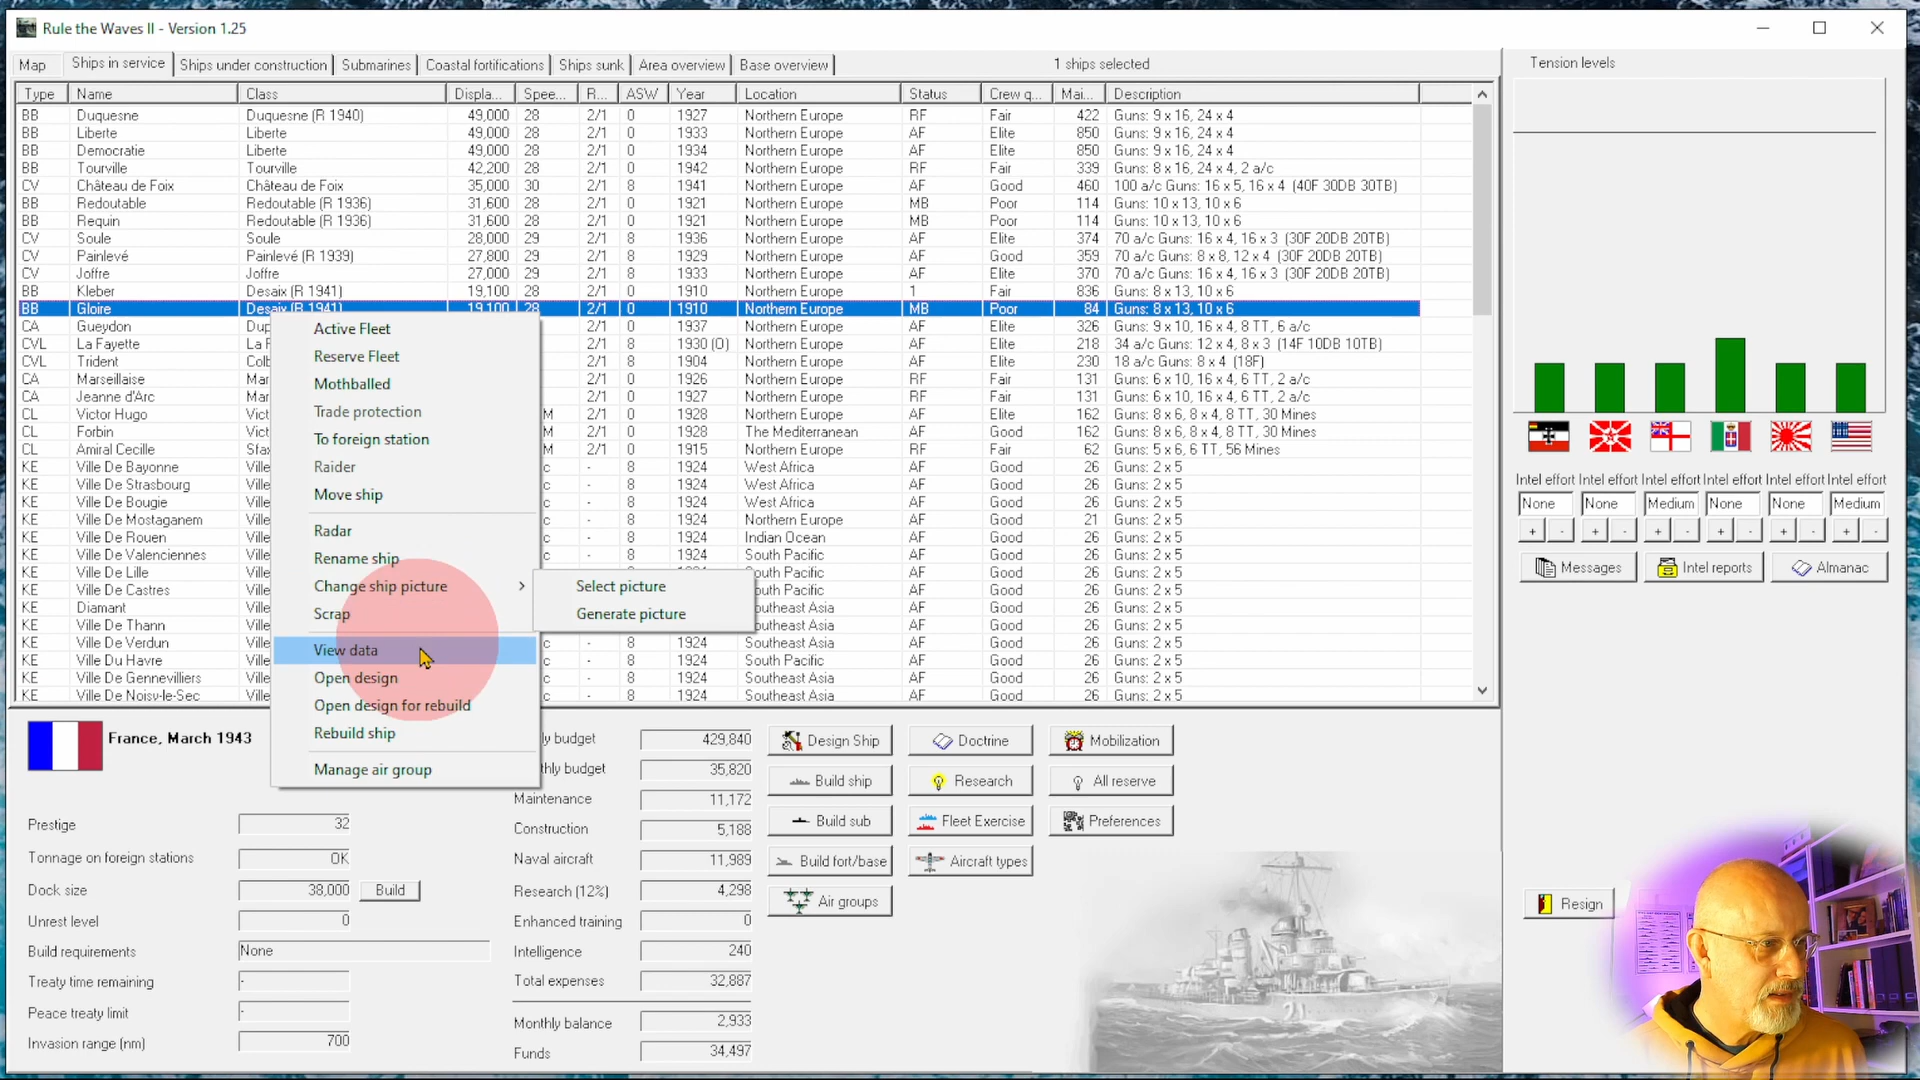 Rule the Waves II - Version 1.25
Map Ships in service Ships under construction Submarines Coastal fortifications Ships sunk Area overview Base overview 1 ships selected
Type Name Class Displa... Spee... R... ASW Year Location Status Crew q... Mai... Description
BB Duquesne Duquesne (R 1940) 49,000 28 2/1 0 1927 Northern Europe RF Fair 422 Guns: 9 x 16, 24 x 4
BB Liberte Liberte 49,000 28 2/1 0 1933 Northern Europe AF Elite 850 Guns: 9 x 16, 24 x 4
BB Democratie Liberte 49,000 28 2/1 0 1934 Northern Europe AF Elite 850 Guns: 9 x 16, 24 x 4
BB Tourville Tourville 42,200 28 2/1 0 1942 Northern Europe RF Fair 339 Guns: 8 x 16, 24 x 4, 2 a/c
CV Château de Foix Château de Foix 35,000 30 2/1 8 1941 Northern Europe AF Good 460 100 a/c Guns: 16 x 5, 16 x 4 (40F 30DB 30TB)
BB Redoutable Redoutable (R 1936) 31,600 28 2/1 0 1921 Northern Europe MB Poor 114 Guns: 10 x 13, 10 x 6
BB Requin Redoutable (R 1936) 31,600 28 2/1 0 1921 Northern Europe MB Poor 114 Guns: 10 x 13, 10 x 6
CV Soule Soule 28,000 29 2/1 8 1936 Northern Europe AF Elite 374 70 a/c Guns: 16 x 4, 16 x 3 (30F 20DB 20TB)
CV Painlevé Painlevé (R 1939) 27,800 29 2/1 8 1929 Northern Europe AF Good 359 70 a/c Guns: 8 x 8, 12 x 4 (30F 20DB 20TB)
CV Joffre Joffre 27,000 29 2/1 8 1933 Northern Europe AF Elite 370 70 a/c Guns: 16 x 4, 16 x 3 (30F 20DB 20TB)
BB Kleber Desaix (R 1941) 19,100 28 2/1 0 1910 Northern Europe 1 Fair 836 Guns: 8 x 13, 10 x 6
BB Gloire Desaix (R 1941) 19,100 28 2/1 0 1910 Northern Europe MB Poor 84 Guns: 8 x 13, 10 x 6
CA Gueydon Dup 2/1 0 1937 Northern Europe AF Elite 326 Guns: 9 x 10, 16 x 4, 8 TT, 6 a/c
CVL La Fayette La F 2/1 8 1930 (O) Northern Europe AF Elite 218 34 a/c Guns: 12 x 4, 8 x 3 (14F 10DB 10TB)
CVL Trident Colb 2/1 8 1904 Northern Europe AF Elite 230 18 a/c Guns: 8 x 4 (18F)
CA Marseillaise Mar 2/1 0 1926 Northern Europe RF Fair 131 Guns: 6 x 10, 16 x 4, 6 TT, 2 a/c
CA Jeanne d'Arc Mar 2/1 0 1927 Northern Europe RF Fair 131 Guns: 6 x 10, 16 x 4, 6 TT, 2 a/c
CL Victor Hugo Vict M 2/1 0 1928 Northern Europe AF Elite 162 Guns: 8 x 6, 8 x 4, 8 TT, 30 Mines
CL Forbin Vict M 2/1 0 1928 The Mediterranean AF Good 162 Guns: 8 x 6, 8 x 4, 8 TT, 30 Mines
CL Amiral Cecille Sfax M 2/1 0 1915 Northern Europe RF Fair 62 Guns: 5 x 6, 6 TT, 56 Mines
KE Ville De Bayonne Ville c - 8 1924 West Africa AF Good 26 Guns: 2 x 5
KE Ville De Strasbourg Ville c - 8 1924 West Africa AF Good 26 Guns: 2 x 5
KE Ville De Bougie Ville c - 8 1924 West Africa AF Good 26 Guns: 2 x 5
KE Ville De Mostaganem Ville c - 8 1924 Northern Europe AF Good 21 Guns: 2 x 5
KE Ville De Rouen Ville c - 8 1924 Indian Ocean AF Good 26 Guns: 2 x 5
KE Ville De Valenciennes Ville c - 8 1924 South Pacific AF Good 26 Guns: 2 x 5
KE Ville De Lille Ville South Pacific AF Good 26 Guns: 2 x 5
KE Ville De Castres Ville uth Pacific AF Good 26 Guns: 2 x 5
KE Diamant Ville utheast Asia AF Good 26 Guns: 2 x 5
KE Ville De Thann Ville utheast Asia AF Good 26 Guns: 2 x 5
KE Ville De Verdun Ville c - 8 1924 Southeast Asia AF Good 26 Guns: 2 x 5
KE Ville Du Havre Ville c - 8 1924 South Pacific AF Good 26 Guns: 2 x 5
KE Ville De Gennevilliers Ville c - 8 1924 Southeast Asia AF Good 26 Guns: 2 x 5
KE Ville De Noisy-le-Sec Ville c - 8 1924 Southeast Asia AF Good 26 Guns: 2 x 5
Active Fleet
Reserve Fleet
Mothballed
Trade protection
To foreign station
Raider
Move ship
Radar
Rename ship
Change ship picture
Scrap
View data
Open design
Open design for rebuild
Rebuild ship
Manage air group
Select picture
Generate picture
Tension levels
Intel effort Intel effort Intel effort Intel effort Intel effort Intel effort
None None Medium None None Medium
+ - + - + - + - + - + -
Messages Intel reports Almanac
Resign
France, March 1943
Prestige 32
Tonnage on foreign stations OK
Dock size 38,000 Build
Unrest level 0
Build requirements None
Treaty time remaining -
Peace treaty limit -
Invasion range (nm) 700
ly budget 429,840
thly budget 35,820
Maintenance 11,172
Construction 5,188
Naval aircraft 11,989
Research (12%) 4,298
Enhanced training 0
Intelligence 240
Total expenses 32,887
Monthly balance 2,933
Funds 34,497
Design Ship Doctrine Mobilization
Build ship Research All reserve
Build sub Fleet Exercise Preferences
Build fort/base Aircraft types
Air groups